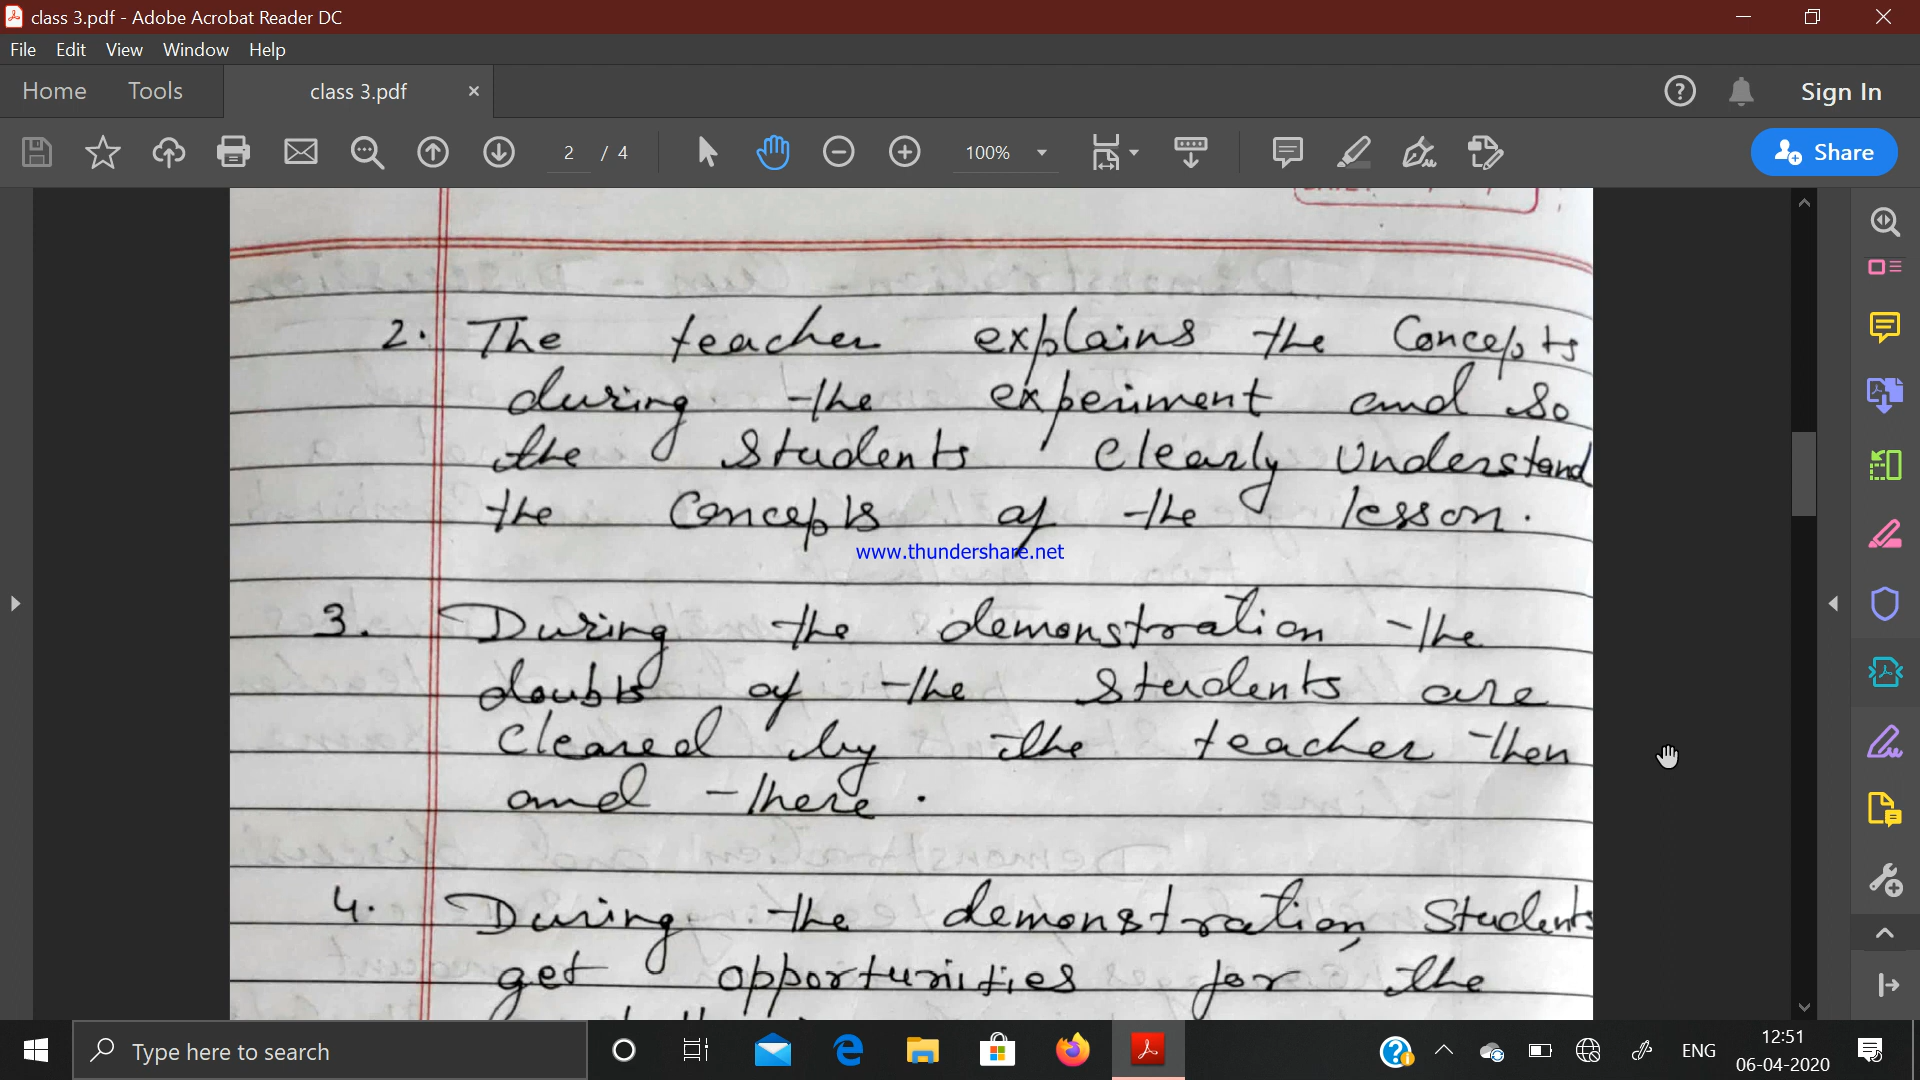 class 3.pdf - Adobe Acrobat Reader DC
File Edit View Window Help
Home Tools class 3.pdf Sign In
2 / 4 100% Share
2. The teacher explains the Concepts
during the experiment and so
the Students clearly understand
the Concepts of the lesson.
www.thundershare.net
3. During the demonstration the
doubts of the Students are
Cleared by the teacher then
and there.
4. During the demonstration, Students
get opportunities for the
Type here to search
ENG
12:51
06-04-2020